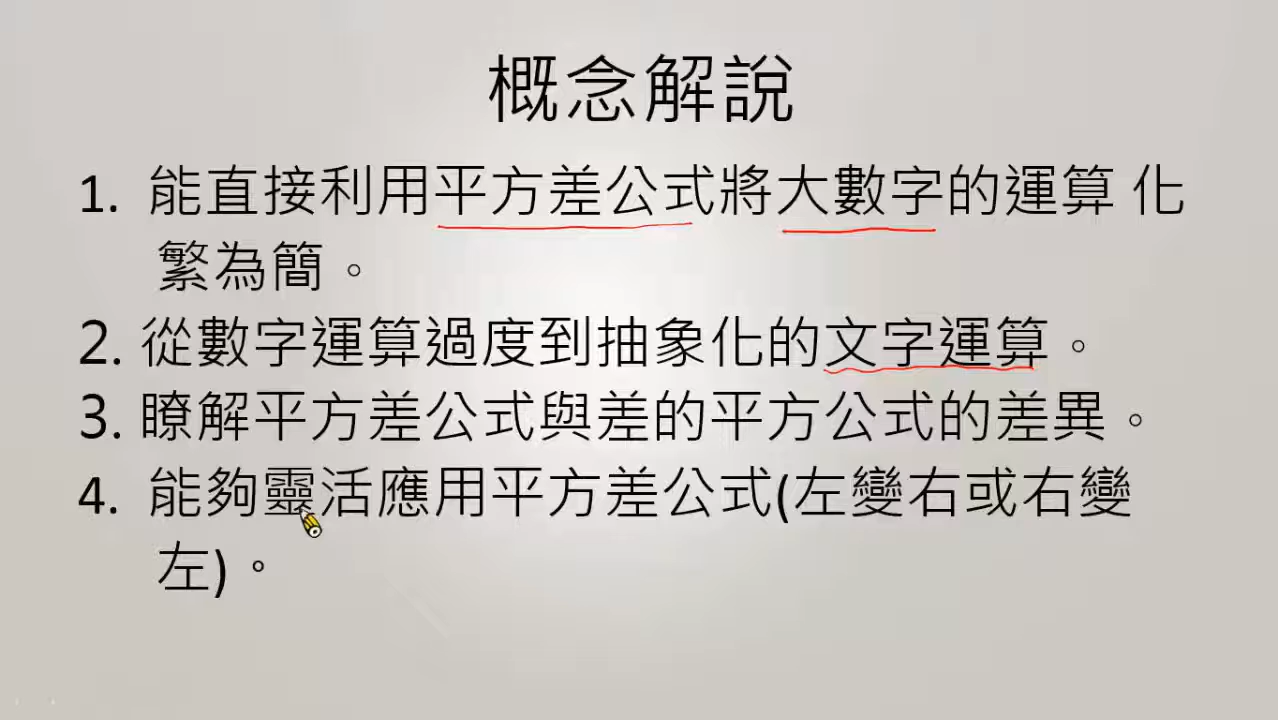 概念解說
1. 能直接利用平方差公式將大數字的運算 化
繁為簡。
2. 從數字運算過度到抽象化的文字運算。
3. 瞭解平方差公式與差的平方公式的差異。
4. 能夠靈活應用平方差公式(左變右或右變
左)。